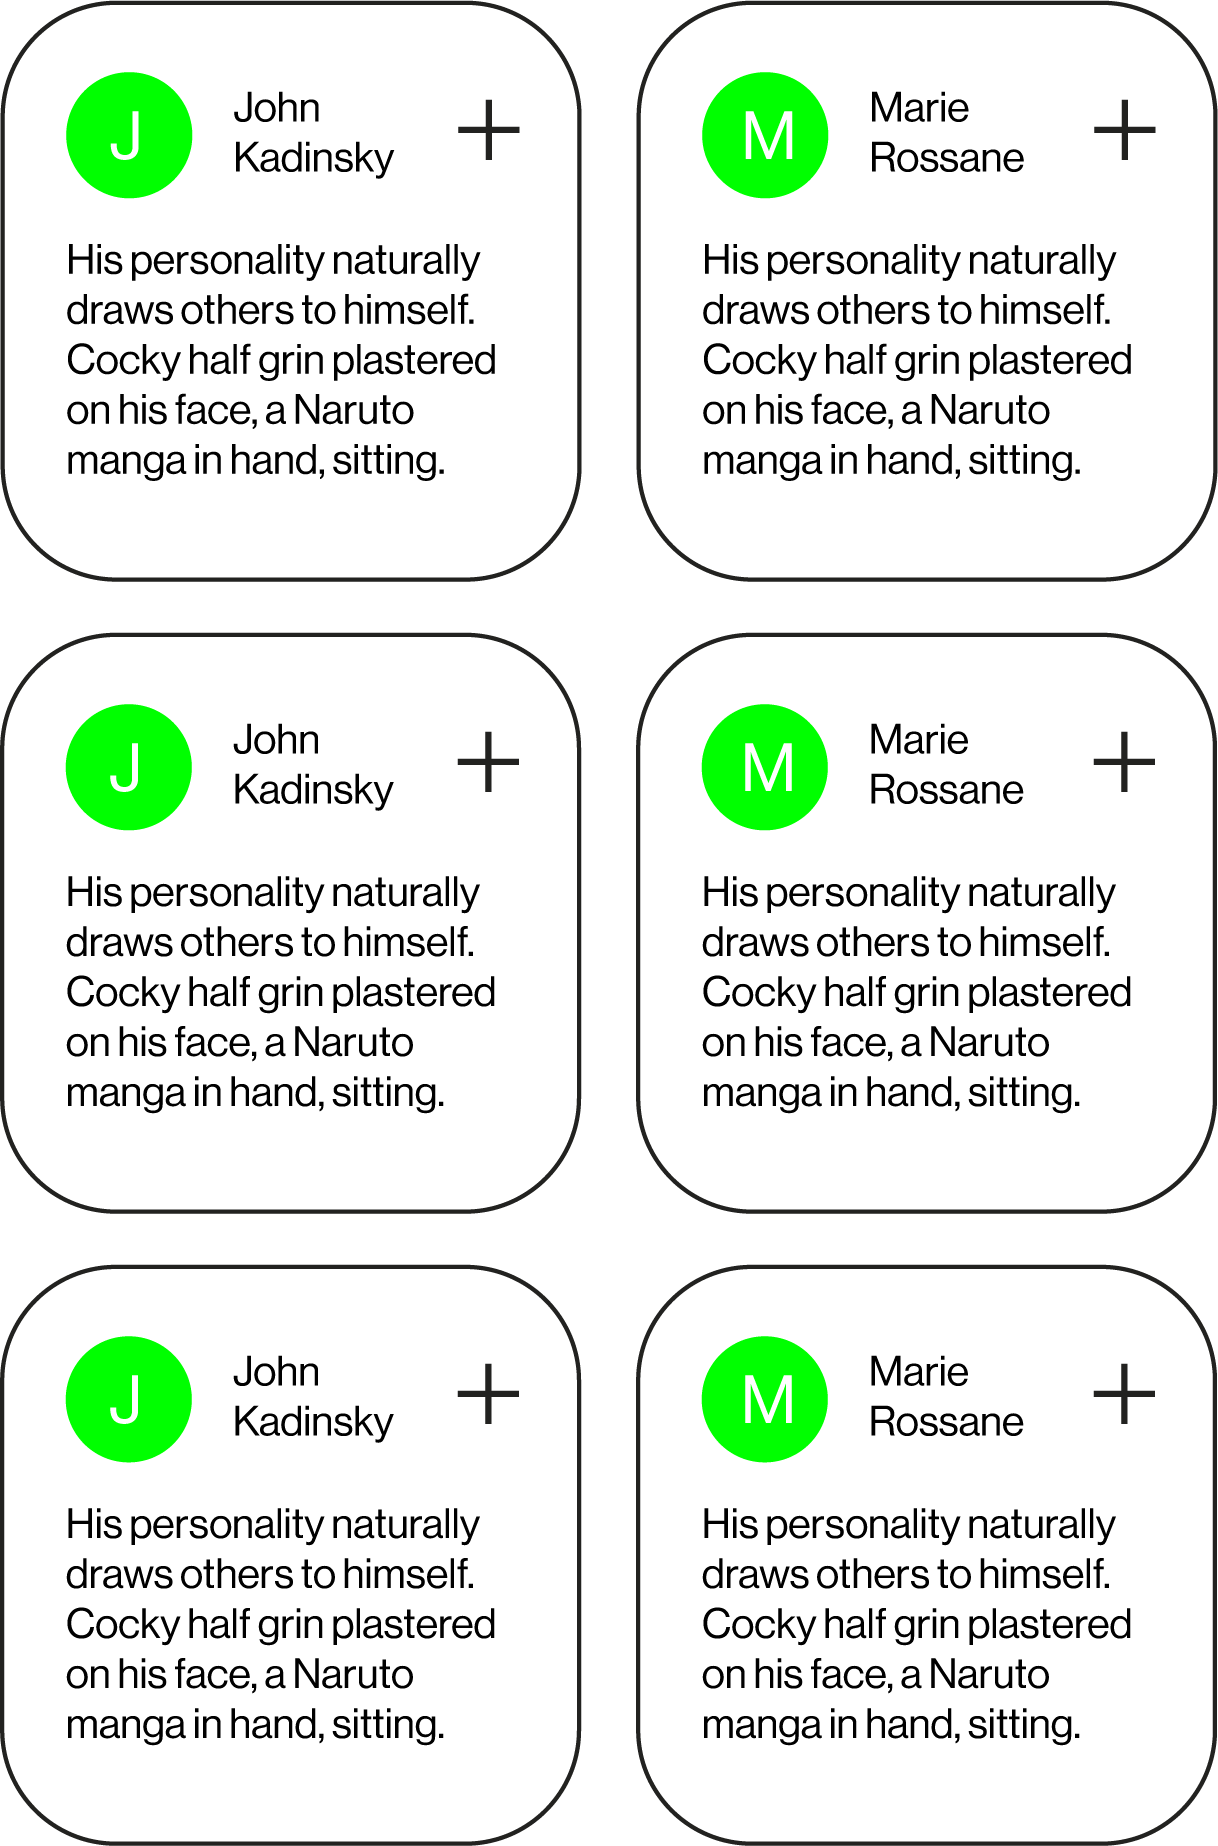 J
John
Kadinsky
His personality naturally
draws others to himself.
Cocky half grin plastered
on his face, a Naruto
manga in hand, sitting.
M
Marie
Rossane
His personality naturally
draws others to himself.
Cocky half grin plastered
on his face, a Naruto
manga in hand, sitting.
J
John
Kadinsky
His personality naturally
draws others to himself.
Cocky half grin plastered
on his face, a Naruto
manga in hand, sitting.
M
Marie
Rossane
His personality naturally
draws others to himself.
Cocky half grin plastered
on his face, a Naruto
manga in hand, sitting.
J
John
Kadinsky
His personality naturally
draws others to himself.
Cocky half grin plastered
on his face, a Naruto
manga in hand, sitting.
M
Marie
Rossane
His personality naturally
draws others to himself.
Cocky half grin plastered
on his face, a Naruto
manga in hand, sitting.